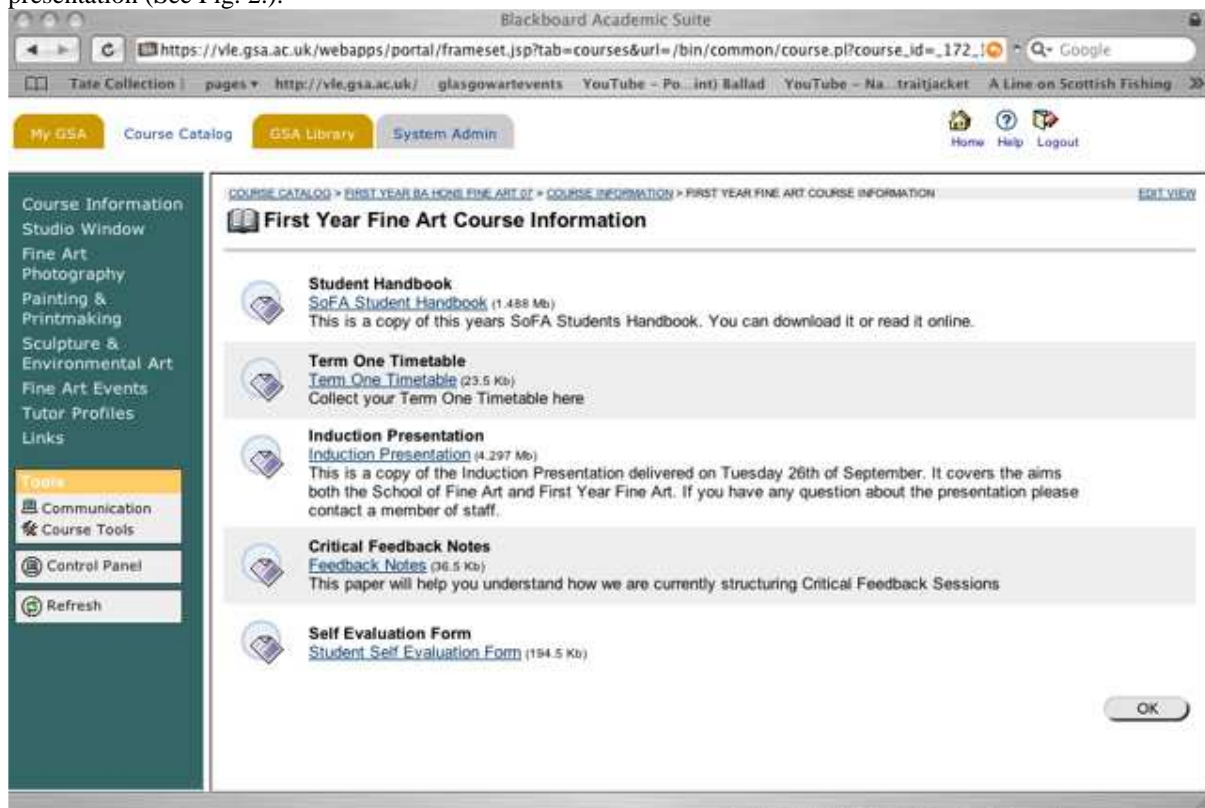 presentation (See Fig. 2.).
Blackboard Academic Suite
https://vle.gsa.ac.uk/webapps/portal/frameset.jsp?tab=courses&url=/bin/common/course.pl?course_id=_172_
Google
Tate Collection pages http://vle.gsa.ac.uk/ glasgowartevents YouTube - Po...int) Ballad YouTube - Na...traitjacket A Line on Scottish Fishing
My GSA Course Catalog GSA Library System Admin
Home Help Logout
COURSE CATALOG > FIRST YEAR BA HONS FINE ART 07 > COURSE INFORMATION > FIRST YEAR FINE ART COURSE INFORMATION
EDIT VIEW
First Year Fine Art Course Information
Course Information
Studio Window
Fine Art
Photography
Painting &
Printmaking
Sculpture &
Environmental Art
Fine Art Events
Tutor Profiles
Links
Tools
Communication
Course Tools
Control Panel
Refresh
Student Handbook
SoFA Student Handbook (1.488 Mb)
This is a copy of this years SoFA Students Handbook. You can download it or read it online.
Term One Timetable
Term One Timetable (23.5 Kb)
Collect your Term One Timetable here
Induction Presentation
Induction Presentation (4.297 Mb)
This is a copy of the Induction Presentation delivered on Tuesday 26th of September. It covers the aims
both the School of Fine Art and First Year Fine Art. If you have any question about the presentation please
contact a member of staff.
Critical Feedback Notes
Feedback Notes (36.5 Kb)
This paper will help you understand how we are currently structuring Critical Feedback Sessions
Self Evaluation Form
Student Self Evaluation Form (194.5 Kb)
OK